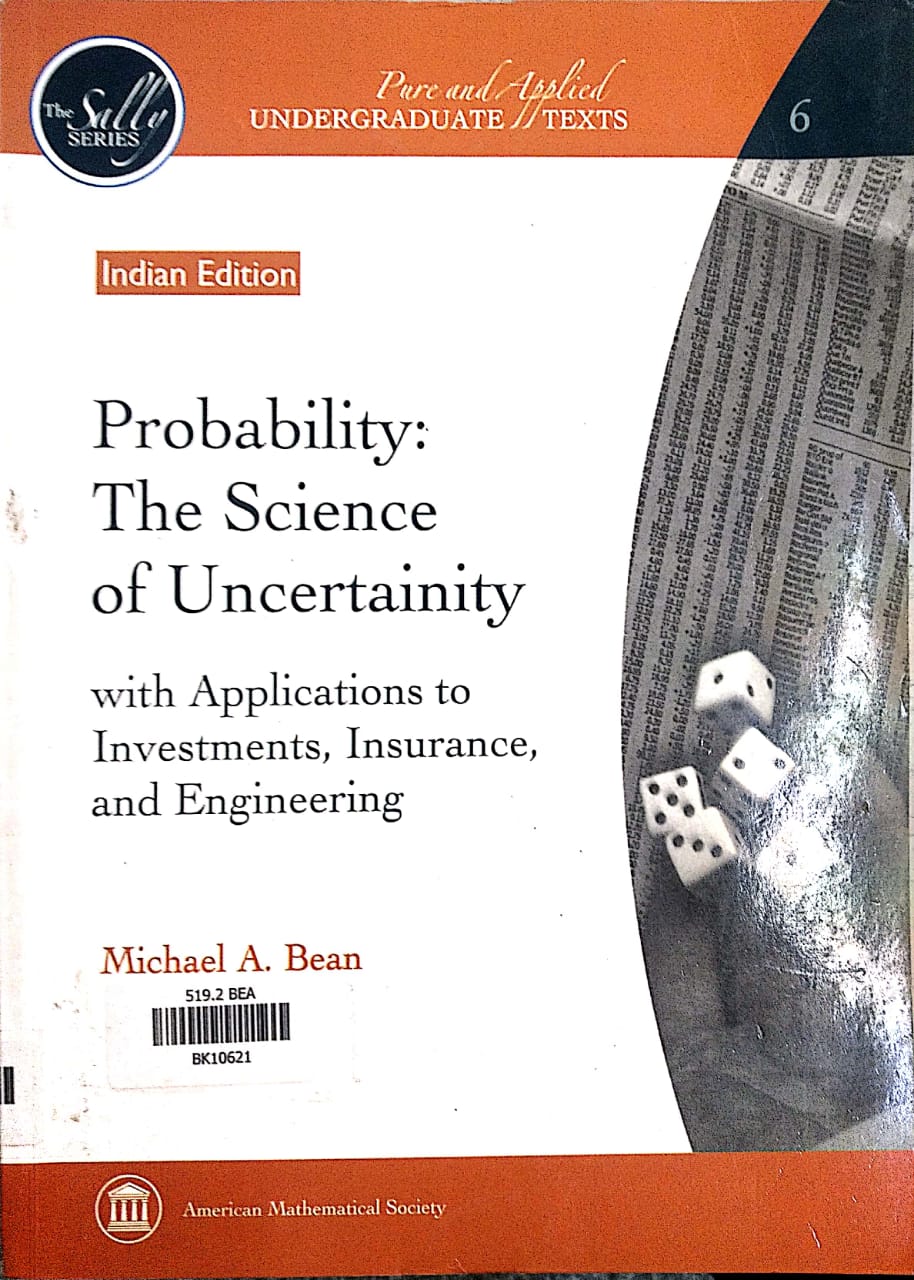 The Sally
SERIES
Pure and Applied
UNDERGRADUATE TEXTS
6
Indian Edition
Probability:
The Science
of Uncertainity
with Applications to
Investments, Insurance,
and Engineering
Michael A. Bean
519.2 BEA
BK10621
American Mathematical Society